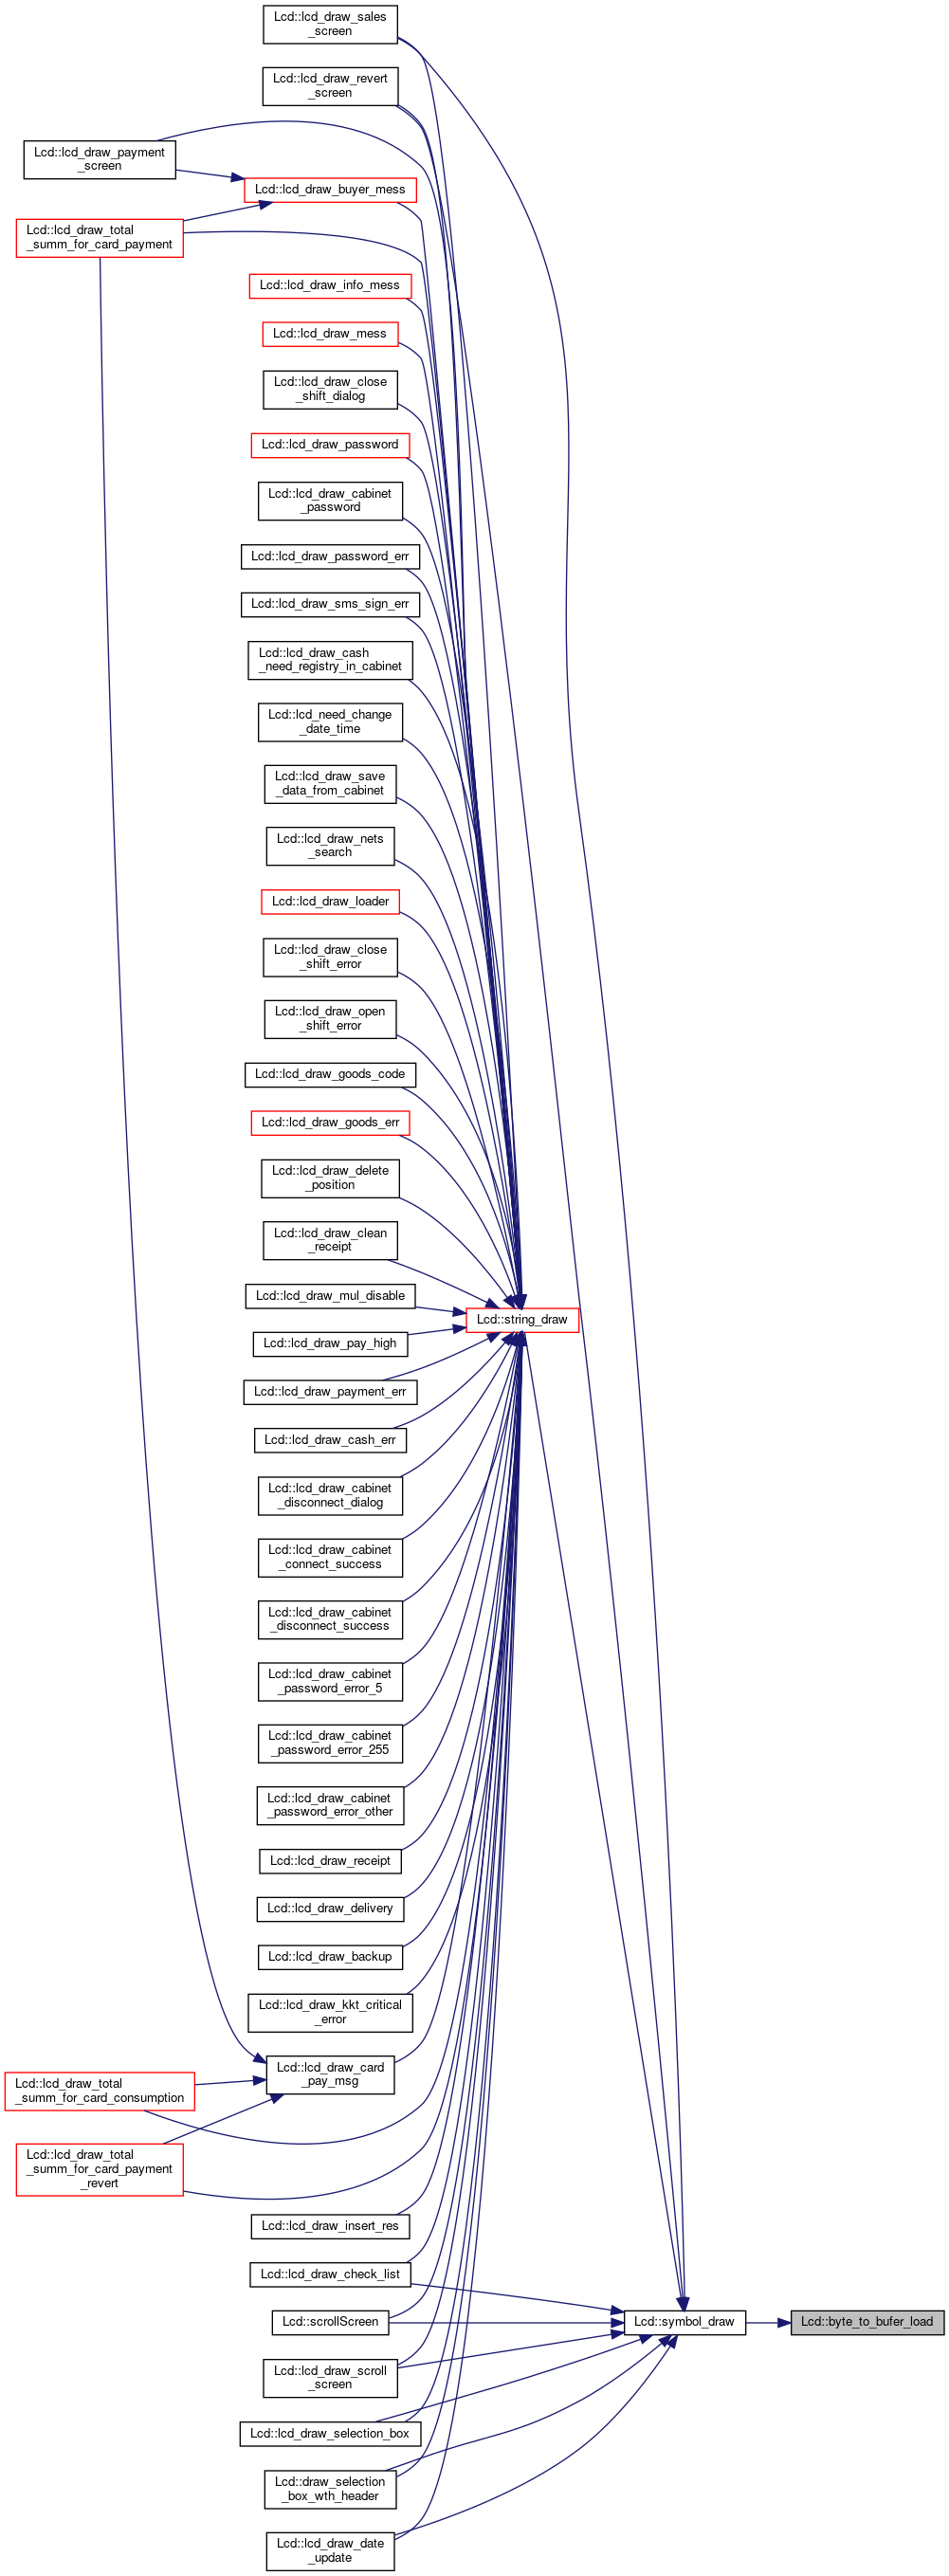 Lcd::lcd_draw_sales
_screen
Lcd::lcd_draw_revert
_screen
Lcd::lcd_draw_payment
_screen
Lcd::lcd_draw_buyer_mess
Lcd::lcd_draw_total
_summ_for_card_payment
Lcd::lcd_draw_info_mess
Lcd::lcd_draw_mess
Lcd::lcd_draw_close
_shift_dialog
Lcd::lcd_draw_password
Lcd::lcd_draw_cabinet
_password
Lcd::lcd_draw_password_err
Lcd::lcd_draw_sms_sign_err
Lcd::lcd_draw_cash
_need_registry_in_cabinet
Lcd::lcd_need_change
_date_time
Lcd::lcd_draw_save
_data_from_cabinet
Lcd::lcd_draw_nets
_search
Lcd::lcd_draw_loader
Lcd::lcd_draw_close
_shift_error
Lcd::lcd_draw_open
_shift_error
Lcd::lcd_draw_goods_code
Lcd::lcd_draw_goods_err
Lcd::lcd_draw_delete
_position
Lcd::lcd_draw_clean
_receipt
Lcd::lcd_draw_mul_disable
Lcd::string_draw
Lcd::lcd_draw_pay_high
Lcd::lcd_draw_payment_err
Lcd::lcd_draw_cash_err
Lcd::lcd_draw_cabinet
_disconnect_dialog
Lcd::lcd_draw_cabinet
_connect_success
Lcd::lcd_draw_cabinet
_disconnect_success
Lcd::lcd_draw_cabinet
_password_error_5
Lcd::lcd_draw_cabinet
_password_error_255
Lcd::lcd_draw_cabinet
_password_error_other
Lcd::lcd_draw_receipt
Lcd::lcd_draw_delivery
Lcd::lcd_draw_backup
Lcd::lcd_draw_kkt_critical
_error
Lcd::lcd_draw_card
_pay_msg
Lcd::lcd_draw_total
_summ_for_card_consumption
Lcd::lcd_draw_total
_summ_for_card_payment
_revert
Lcd::lcd_draw_insert_res
Lcd::lcd_draw_check_list
Lcd::scrollScreen
Lcd::symbol_draw
Lcd::byte_to_bufer_load
Lcd::lcd_draw_scroll
_screen
Lcd::lcd_draw_selection_box
Lcd::draw_selection
_box_wth_header
Lcd::lcd_draw_date
_update